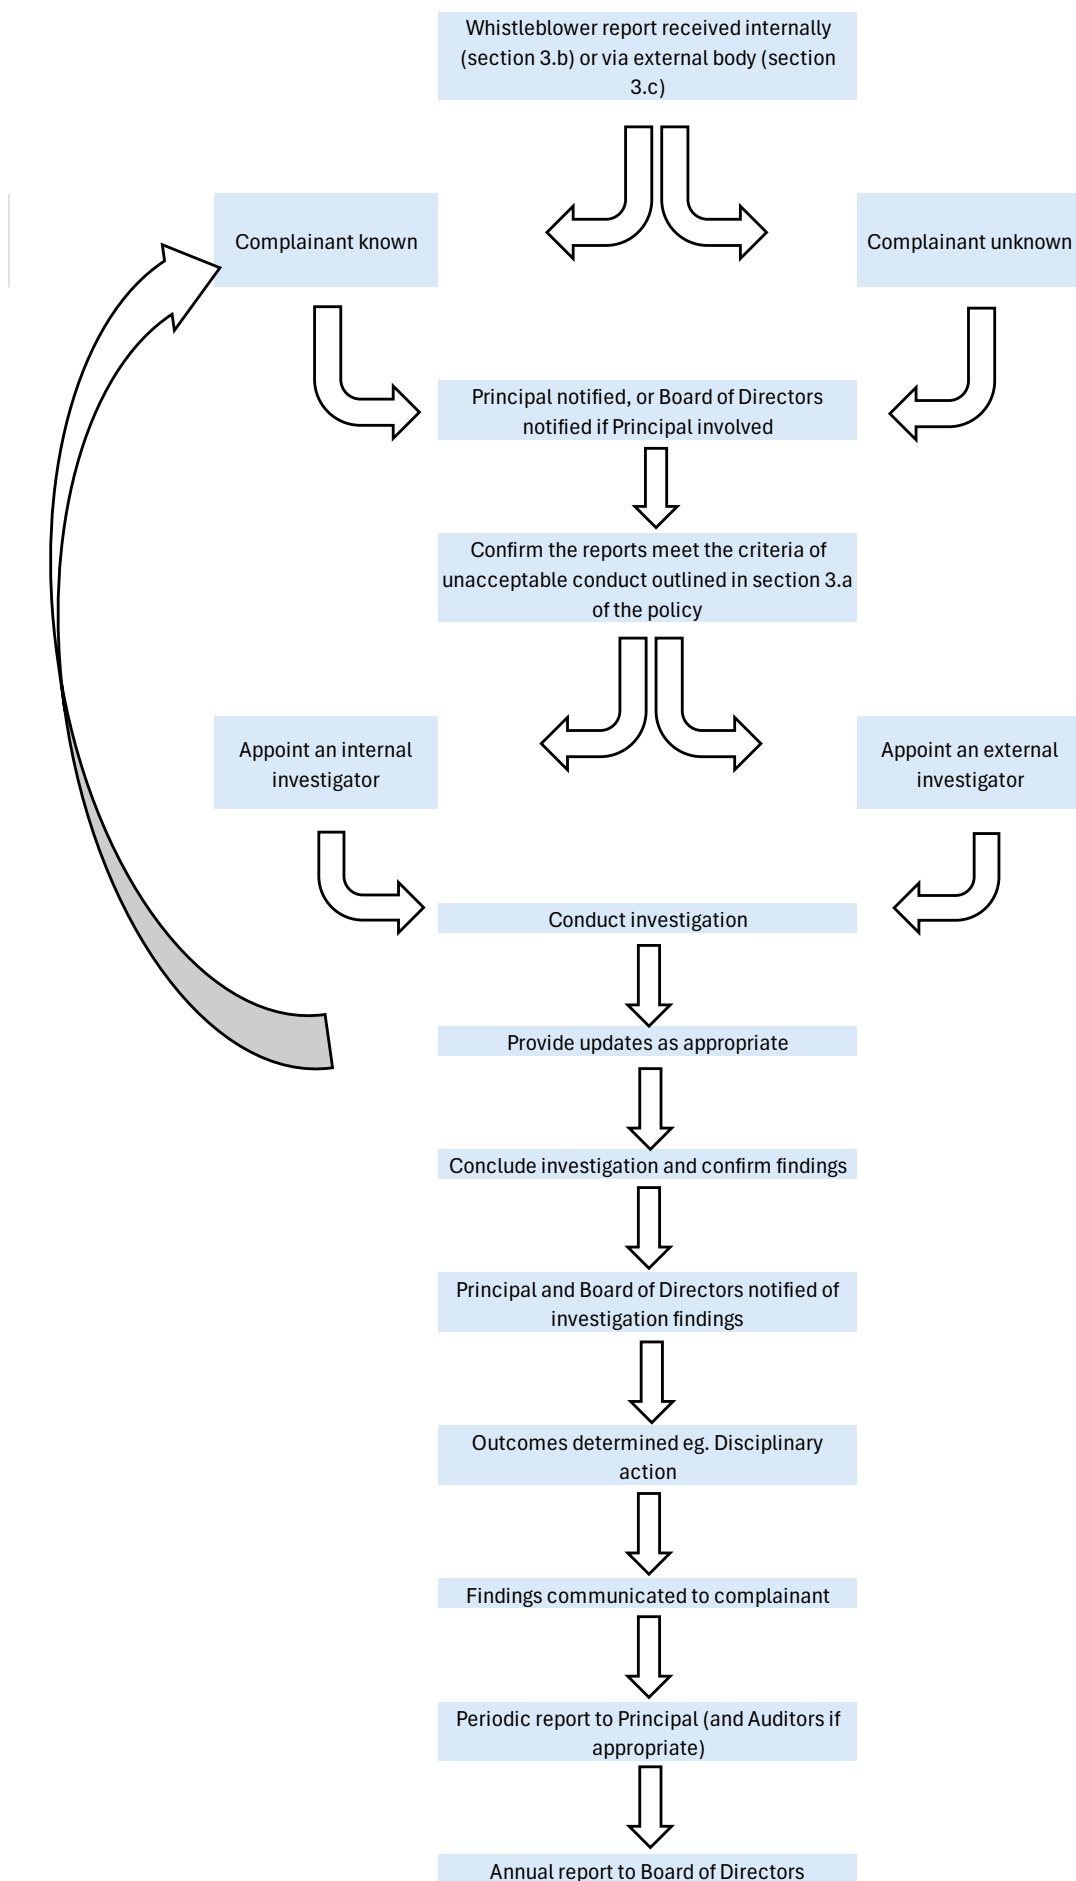 Whistleblower report received internally
(section 3.b) or via external body (section
3.c)
Complainant known
Complainant unknown
Principal notified, or Board of Directors
notified if Principal involved
Confirm the reports meet the criteria of
unacceptable conduct outlined in section 3.a
of the policy
Appoint an internal
investigator
Appoint an external
investigator
Conduct investigation
Provide updates as appropriate
Conclude investigation and confirm findings
Principal and Board of Directors notified of
investigation findings
Outcomes determined eg. Disciplinary
action
Findings communicated to complainant
Periodic report to Principal (and Auditors if
appropriate)
Annual report to Board of Directors